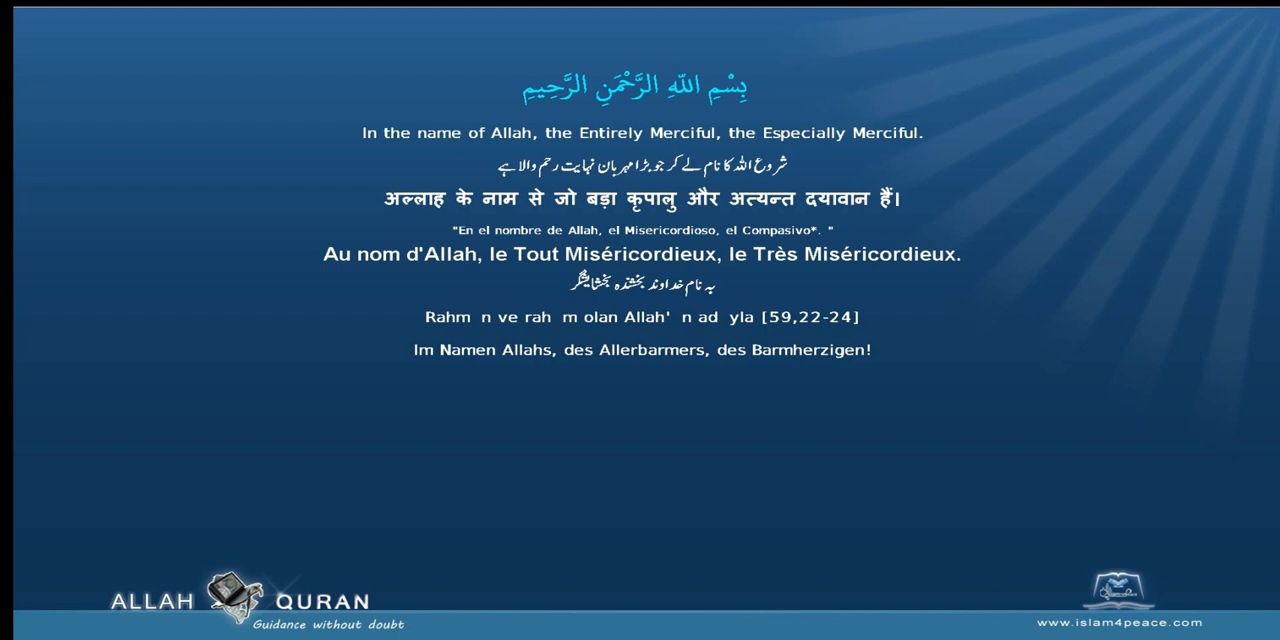 بِسْمِ اللّٰهِ الرَّحْمَنِ الرَّحِيمِ
In the name of Allah, the Entirely Merciful, the Especially Merciful.
شروع الله کا نام لے کر جو بڑا مہربان نہایت رحم والا ہے
अल्लाह के नाम से जो बड़ा कृपालु और अत्यन्त दयावान हैं।
"En el nombre de Allah, el Misericordioso, el Compasivo*. "
Au nom d'Allah, le Tout Miséricordieux, le Très Miséricordieux.
به نام خداوند بخشنده بخشایشگر
Rahm n ve rah m olan Allah' n ad yla [59,22-24]
Im Namen Allahs, des Allerbarmers, des Barmherzigen!
ALLAH QURAN
Guidance without doubt
www.islam4peace.com